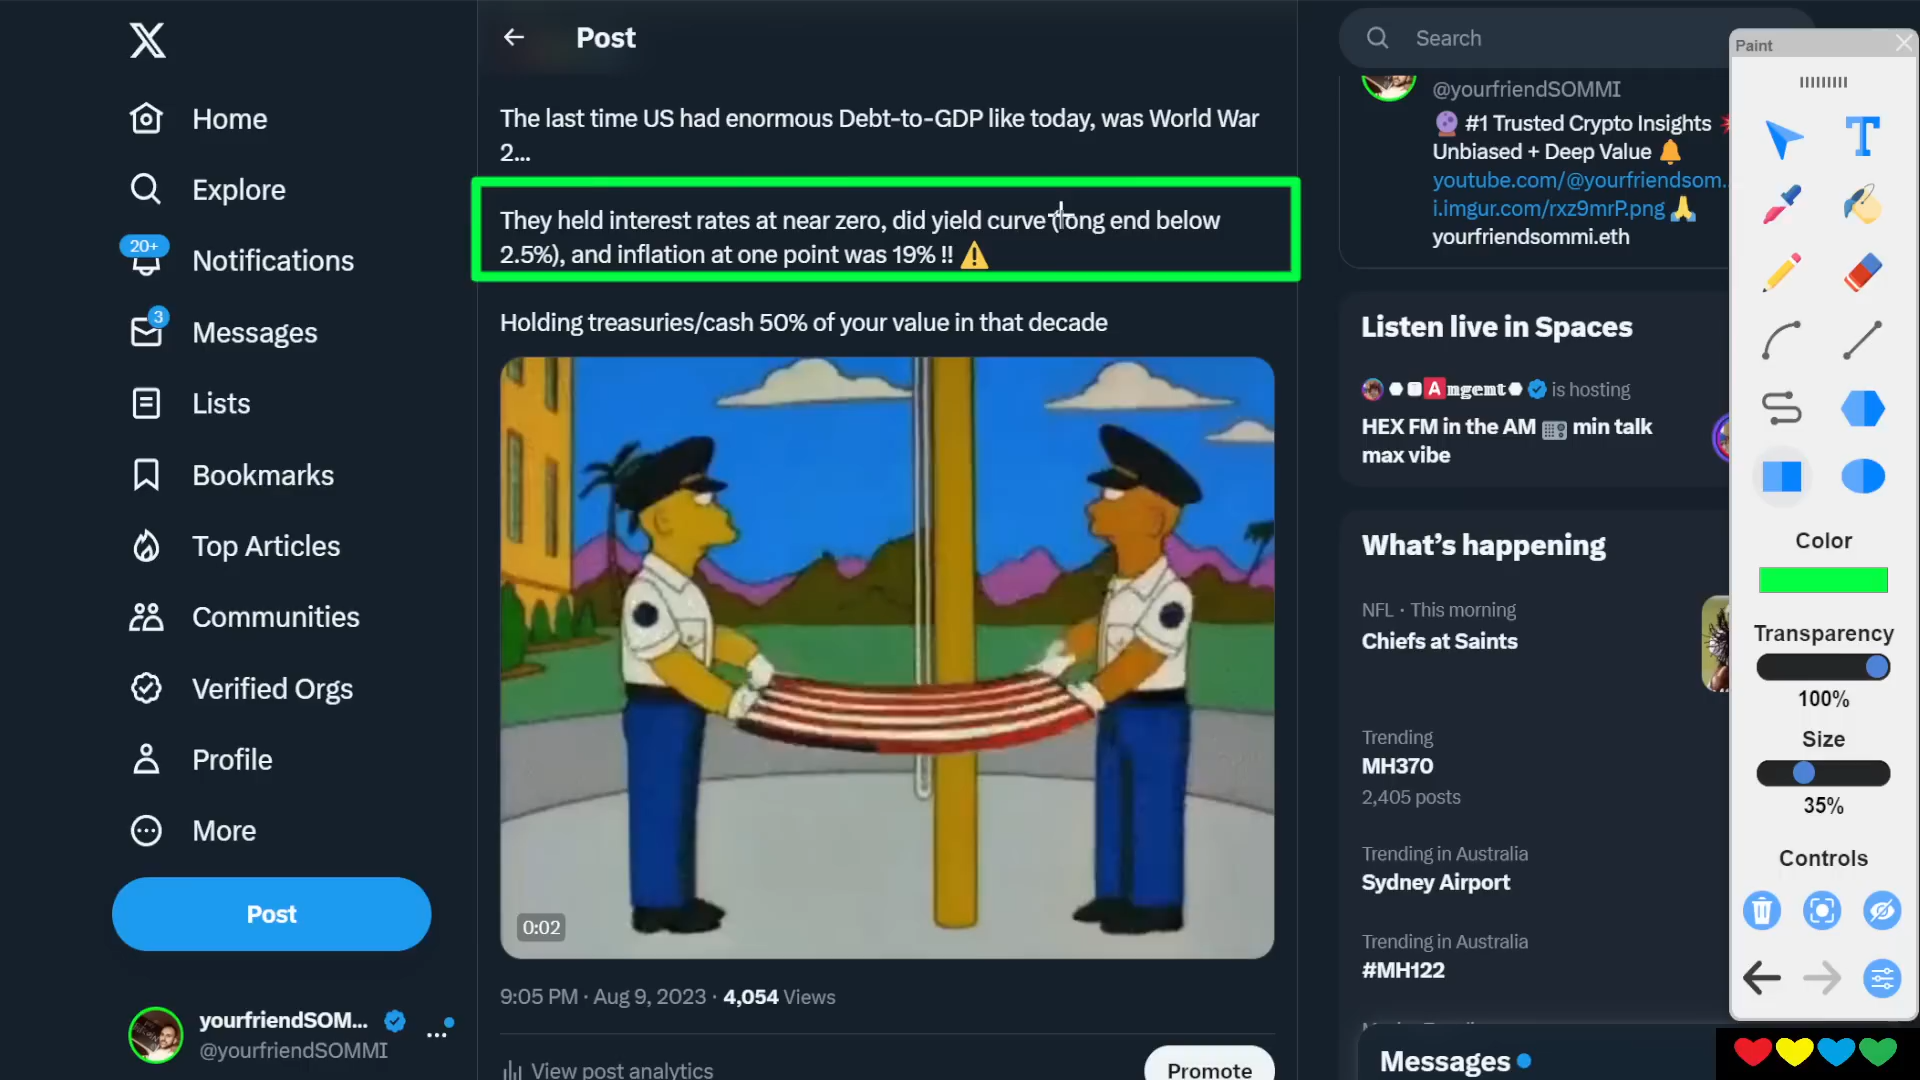 Post
Search
Paint
@yourfriendSOMMI
The last time US had enormous Debt-to-GDP like today, was World War
2...
🔮 #1 Trusted Crypto Insights
Unbiased + Deep Value 🔔
youtube.com/@yourfriendsom..
i.imgur.com/rxz9mrP.png 🙏
yourfriendsommi.eth
They held interest rates at near zero, did yield curve (long end below
2.5%), and inflation at one point was 19% !! ⚠️
Holding treasuries/cash 50% of your value in that decade
0:02
9:05 PM · Aug 9, 2023 · 4,054 Views
View post analytics
Promote
Home
Explore
20+
Notifications
3
Messages
Lists
Bookmarks
Top Articles
Communities
Verified Orgs
Profile
More
Post
yourfriendSOM...
@yourfriendSOMMI
Listen live in Spaces
Angent is hosting
HEX FM in the AM 📻 min talk
max vibe
What's happening
NFL · This morning
Chiefs at Saints
Trending
MH370
2,405 posts
Trending in Australia
Sydney Airport
Trending in Australia
#MH122
Messages
T
Color
Transparency
100%
Size
35%
Controls